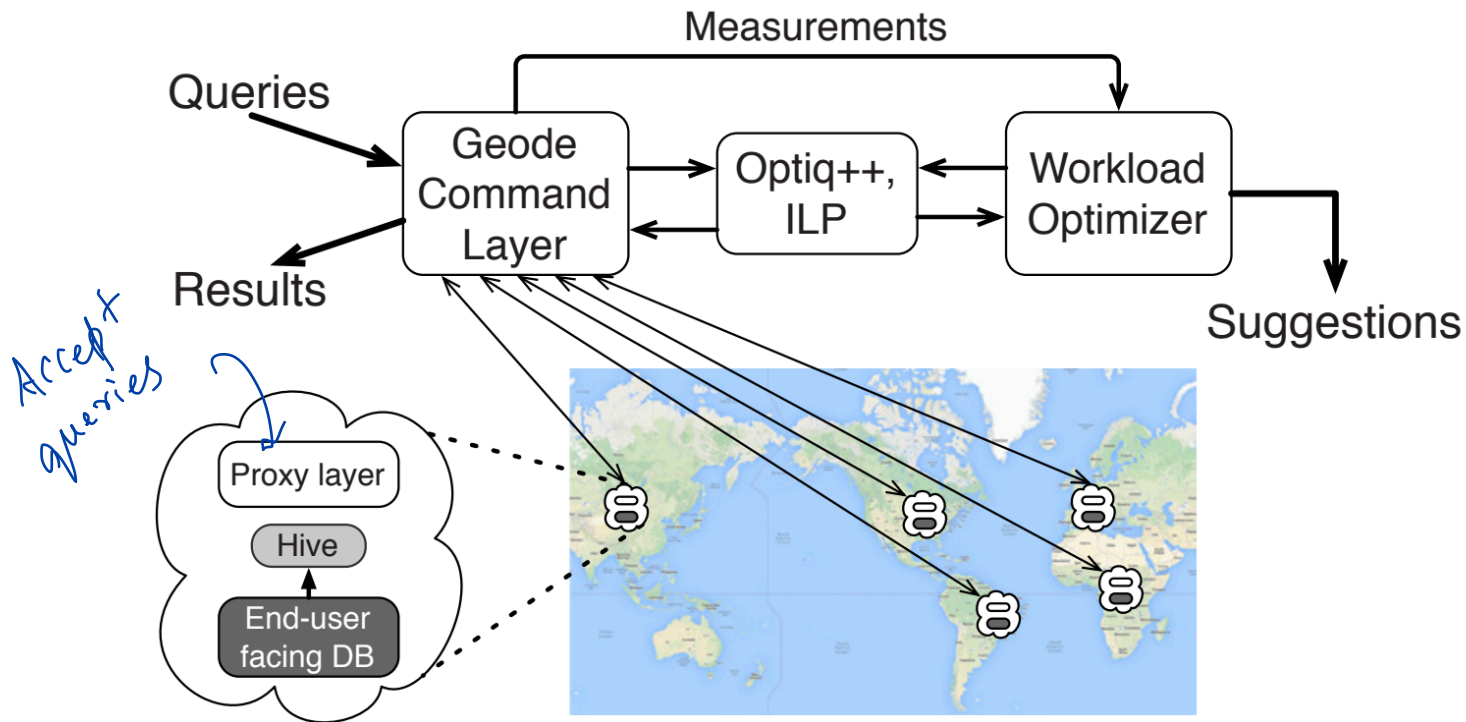 Measurements
Queries
Geode
Command
Layer
Optiq++,
ILP
Workload
Optimizer
Results
Suggestions
Accept
queries
Proxy layer
Hive
End-user
facing DB